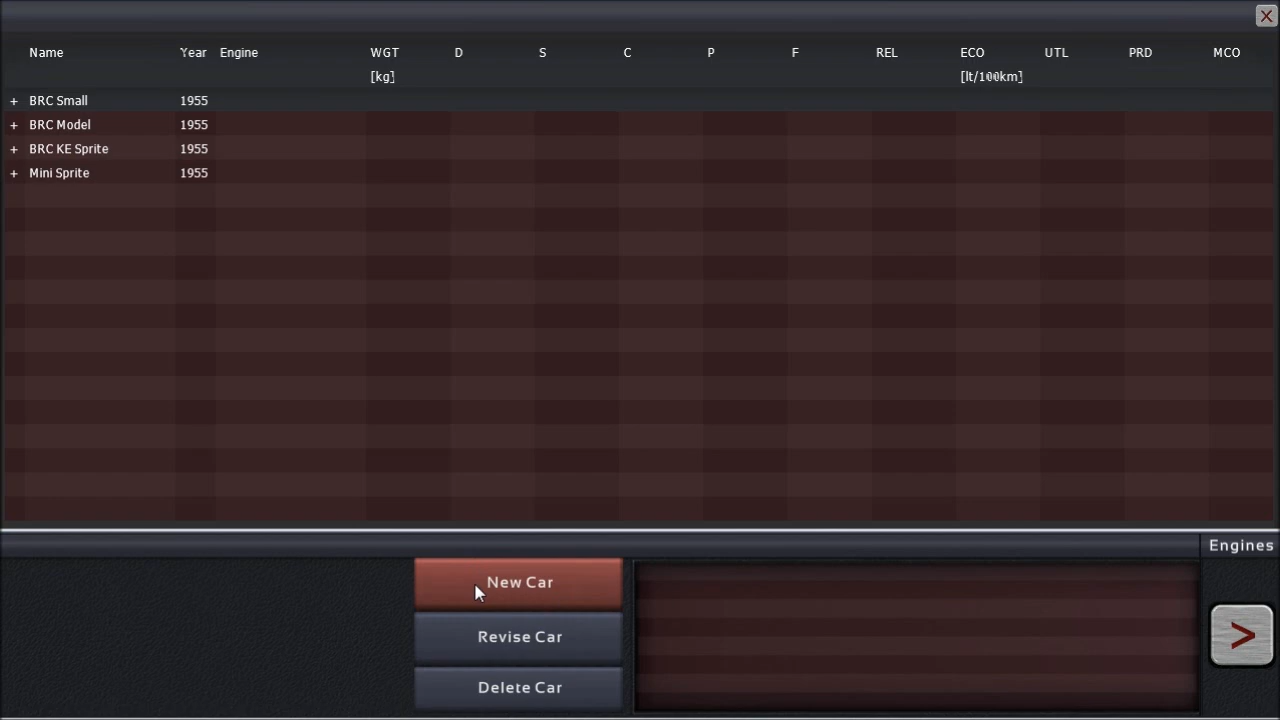 Name Year Engine WGT D S C P F REL ECO UTL PRD MCO
[kg] [lt/100km]
+ BRC Small 1955
+ BRC Model 1955
+ BRC KE Sprite 1955
+ Mini Sprite 1955
Engines
New Car
Revise Car
Delete Car
>